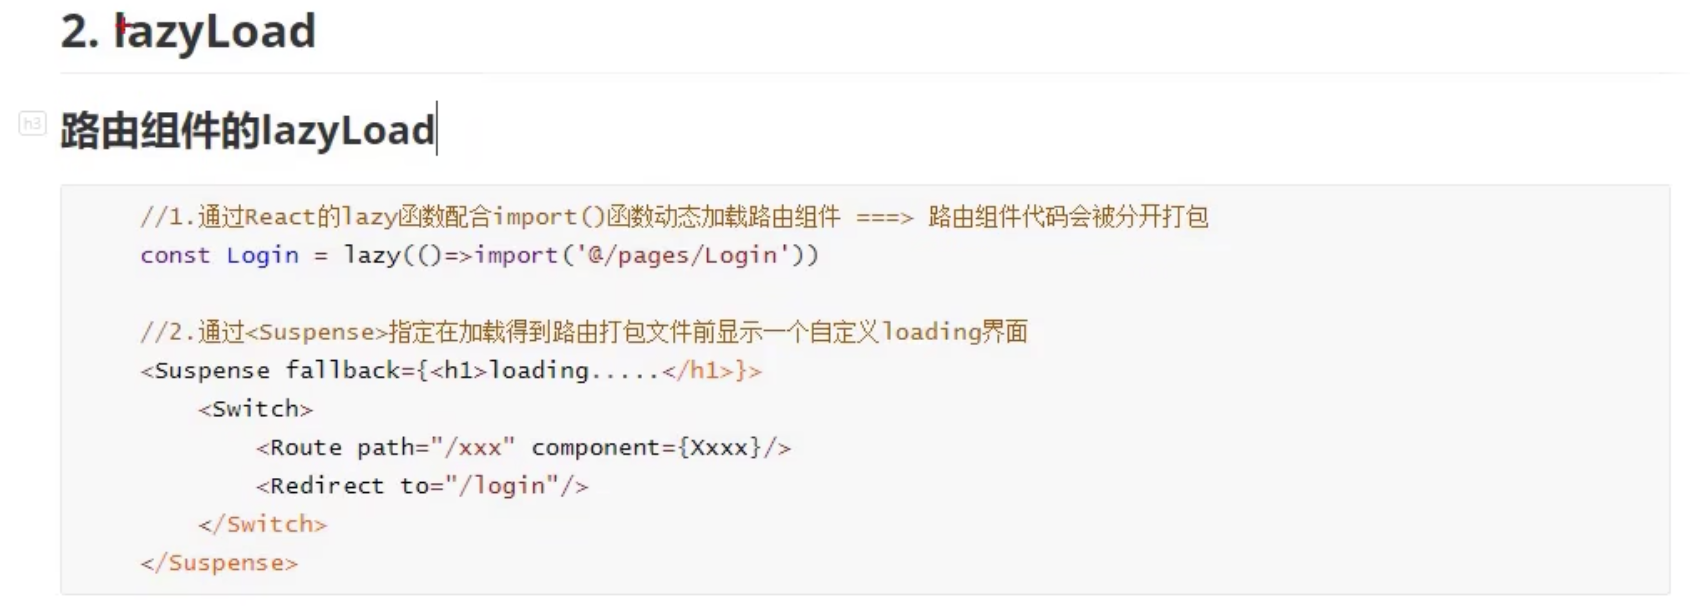 2. lazyLoad
h3
路由组件的lazyLoad
//1.通过React的lazy函数配合import()函数动态加载路由组件 ===> 路由组件代码会被分开打包
const Login = lazy(()=>import('@/pages/Login'))
//2.通过<Suspense>指定在加载得到路由打包文件前显示一个自定义loading界面
<Suspense fallback={<h1>loading.....</h1>}>
<Switch>
<Route path="/xxx" component={Xxxx}/>
<Redirect to="/login"/>
</Switch>
</Suspense>